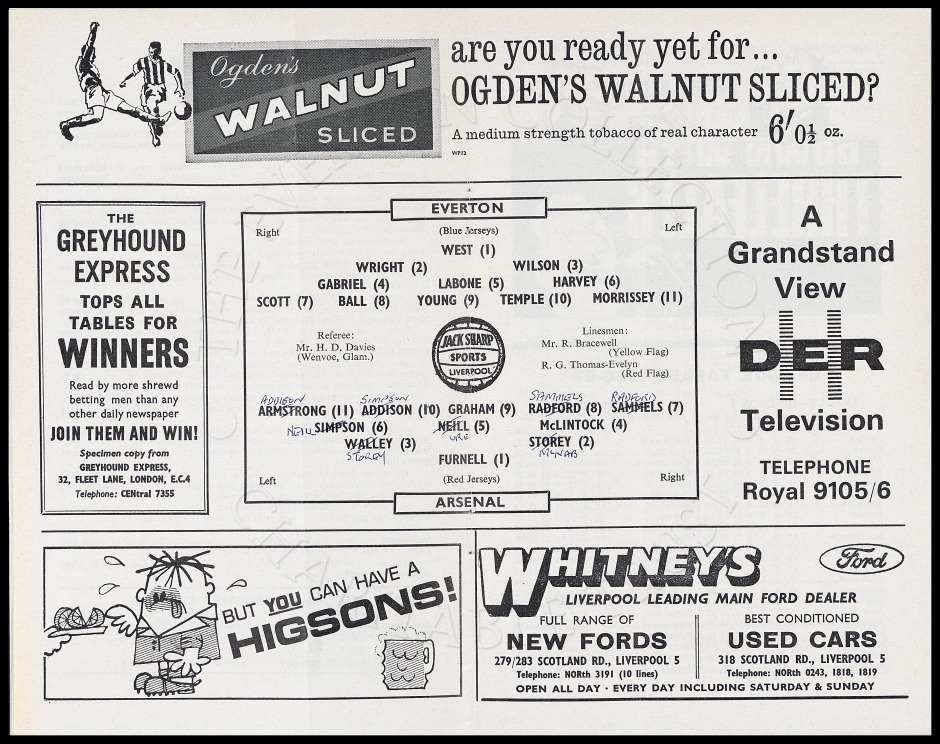 Ogden's
WALNUT
SLICED
are you ready yet for...
OGDEN'S WALNUT SLICED?
A medium strength tobacco of real character 6'0½ oz.
WP12
THE
GREYHOUND
EXPRESS
TOPS ALL
TABLES FOR
WINNERS
Read by more shrewd
betting men than any
other daily newspaper
JOIN THEM AND WIN!
Specimen copy from
GREYHOUND EXPRESS,
32, FLEET LANE, LONDON, E.C.4
Telephone: CENtral 7355
EVERTON
Right (Blue Jerseys) Left
WEST (1)
WRIGHT (2) WILSON (3)
GABRIEL (4) LABONE (5) HARVEY (6)
SCOTT (7) BALL (8) YOUNG (9) TEMPLE (10) MORRISSEY (11)
Referee:
Mr. H. D. Davies
(Wenvoe, Glam.)
JACK SHARP
SPORTS
LIVERPOOL
Linesmen:
Mr. R. Bracewell
(Yellow Flag)
R. G. Thomas-Evelyn
(Red Flag)
ADDISON SIMPSON SAMMELS RADFORD
ARMSTRONG (11) ADDISON (10) GRAHAM (9) RADFORD (8) SAMMELS (7)
NEILL SIMPSON (6) NEILL (5) McLINTOCK (4)
URE
WALLEY (3) STOREY (2)
STOREY McNAB
FURNELL (1)
Left (Red Jerseys) Right
ARSENAL
A
Grandstand
View
DER
Television
TELEPHONE
Royal 9105/6
BUT YOU CAN HAVE A
HIGSONS!
WHITNEYS
Ford
LIVERPOOL LEADING MAIN FORD DEALER
FULL RANGE OF
NEW FORDS
279/283 SCOTLAND RD., LIVERPOOL 5
Telephone: NORth 3191 (10 lines)
BEST CONDITIONED
USED CARS
318 SCOTLAND RD., LIVERPOOL 5
Telephone: NORth 0243, 1818, 1819
OPEN ALL DAY · EVERY DAY INCLUDING SATURDAY & SUNDAY